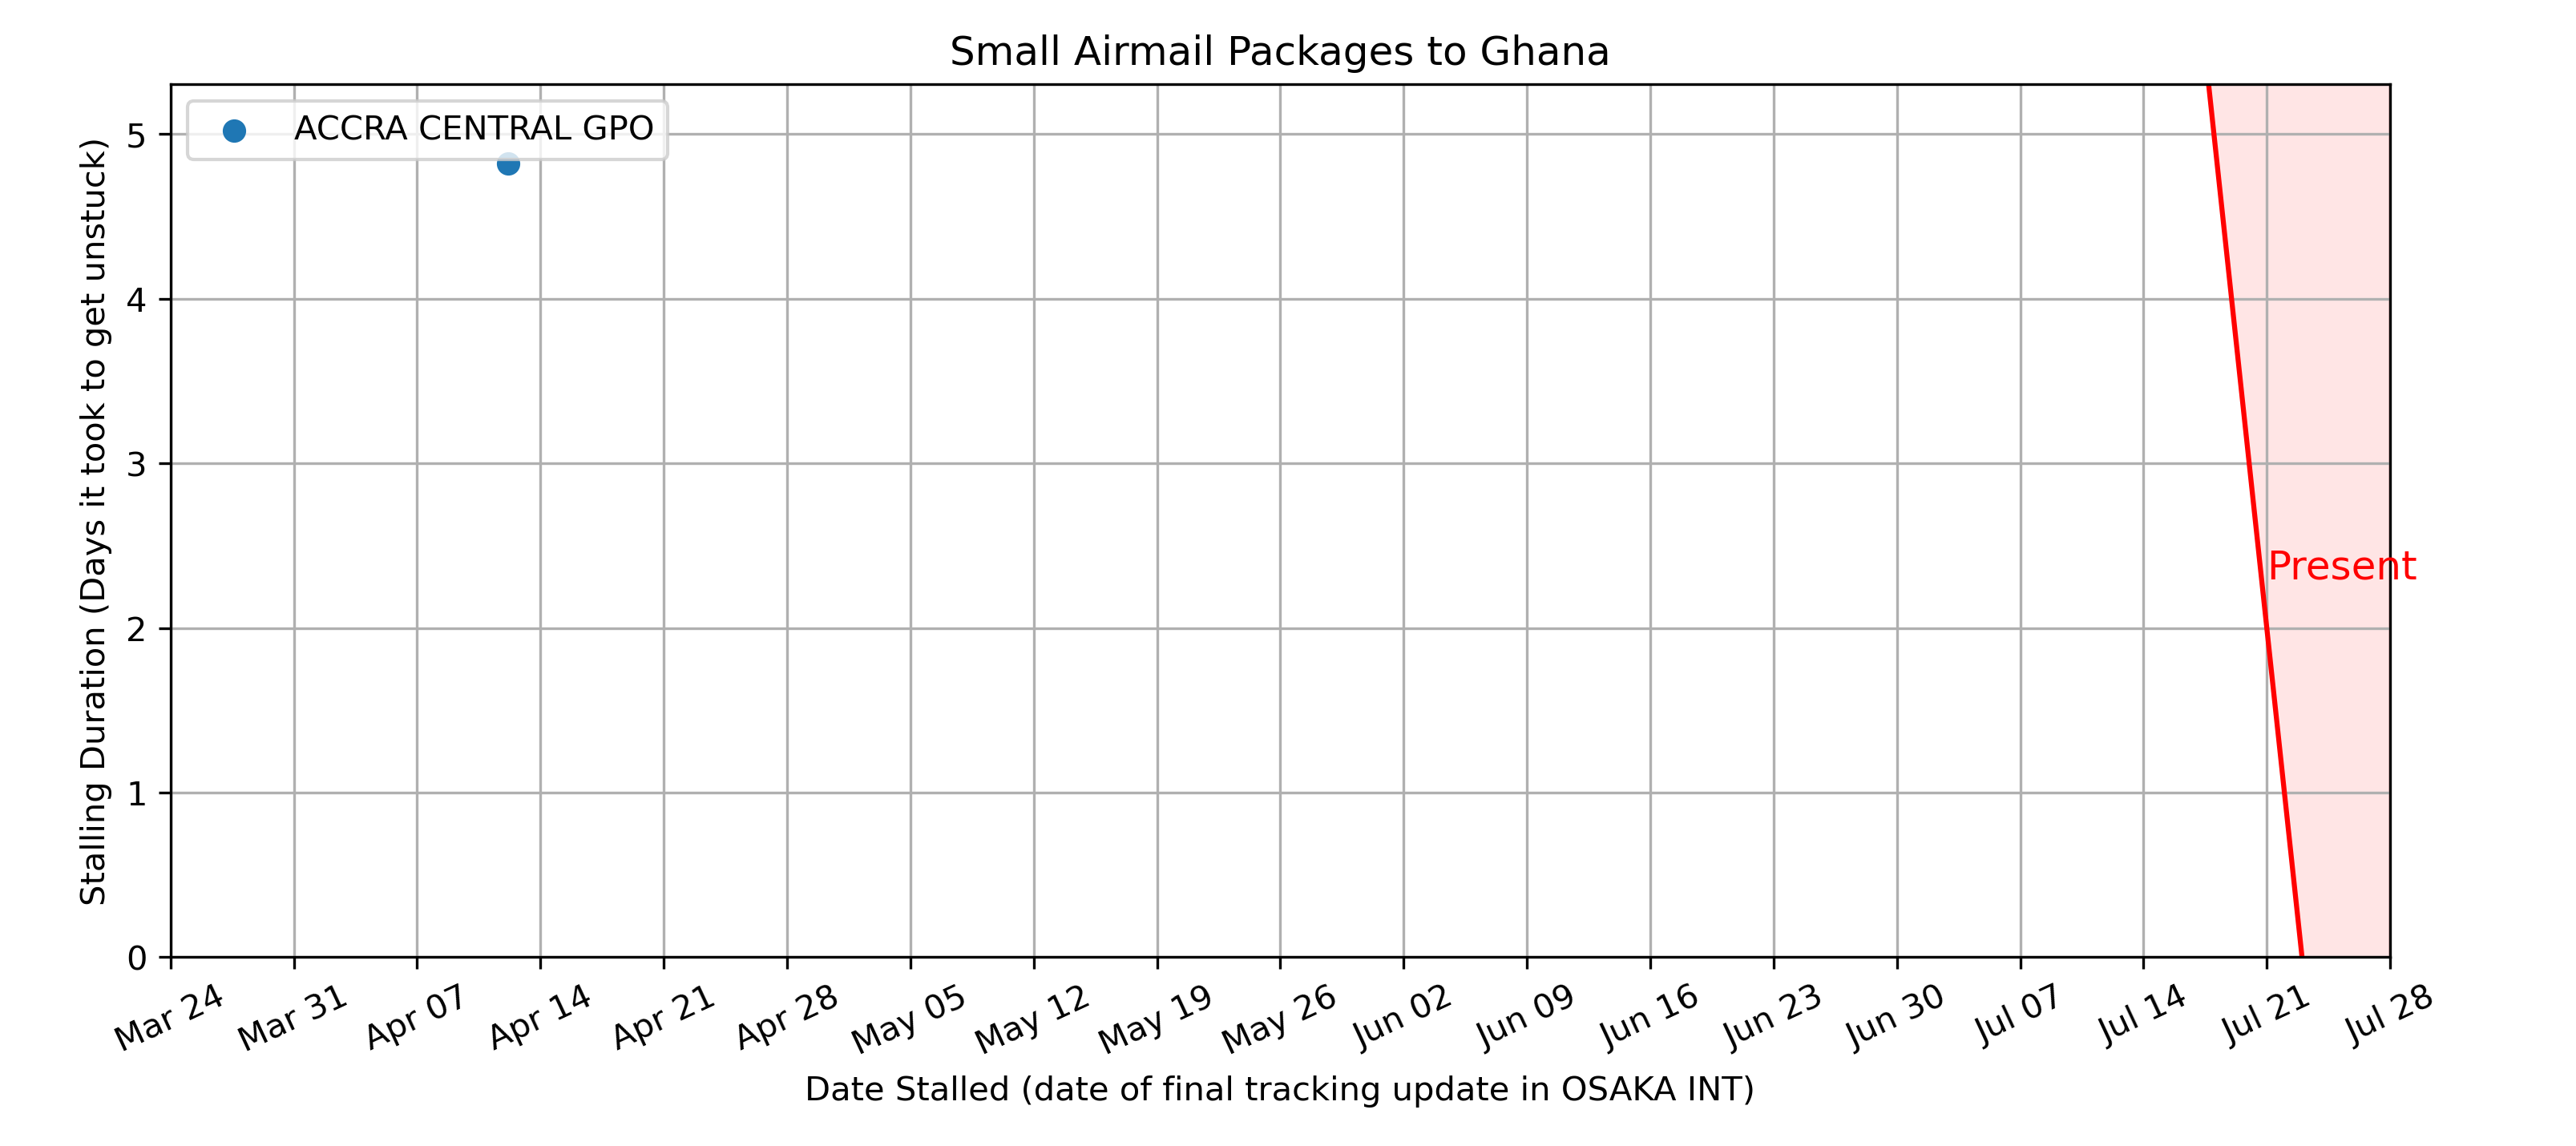 Small Airmail Packages to Ghana
ACCRA CENTRAL GPO
Stalling Duration (Days it took to get unstuck)
5
4
3
2
1
0
Present
Mar 24
Mar 31
Apr 07
Apr 14
Apr 21
Apr 28
May 05
May 12
May 19
May 26
Jun 02
Jun 09
Jun 16
Jun 23
Jun 30
Jul 07
Jul 14
Jul 21
Jul 28
Date Stalled (date of final tracking update in OSAKA INT)